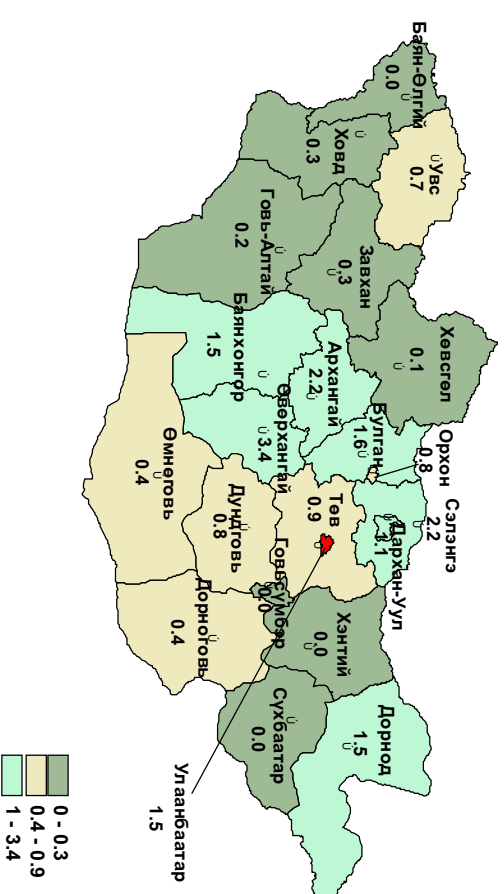 Баян-Өлгий
0.0
Увс
0.7
Ховд
0.3
Говь-Алтай
0.2
Завхан
0,3
Хөвсгөл
0.1
Баянхонгор
1.5
Архангай
2.2
Өвөрхангай
3.4
Булган
1.6
Орхон
0.8
Сэлэнгэ
2.2
Дархан-Уул
1.1
Төв
0.9
Өмнөговь
0.4
Дундговь
0.8
Говьсүмбэр
0.0
Дорноговь
0.4
Хэнтий
0,0
Сүхбаатар
0.0
Дорнод
1.5
Улаанбаатар
1.5
0 - 0.3
0.4 - 0.9
1 - 3.4